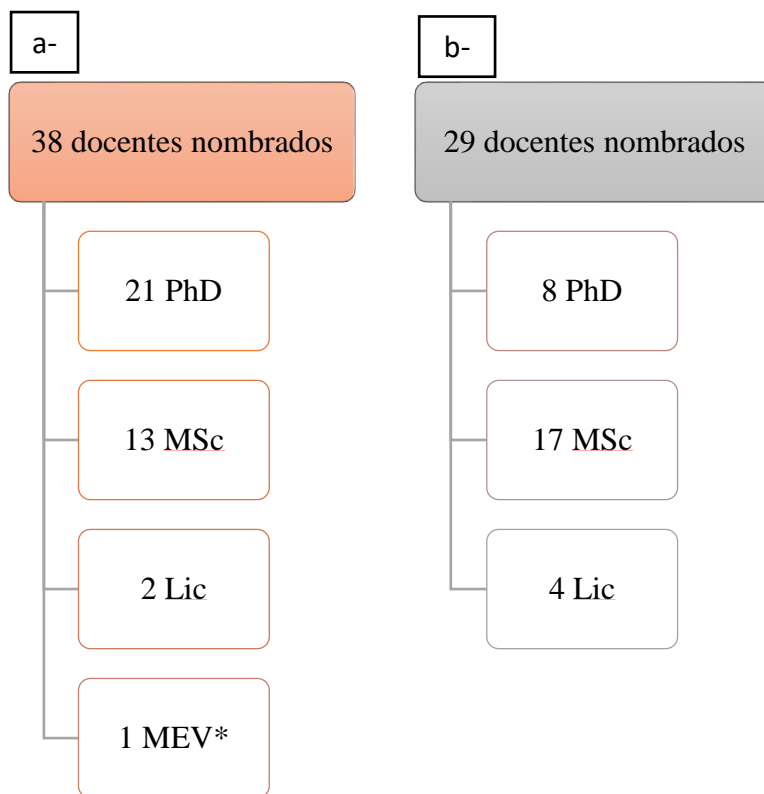 a-
38 docentes nombrados
21 PhD
13 MSc
2 Lic
1 MEV*
b-
29 docentes nombrados
8 PhD
17 MSc
4 Lic